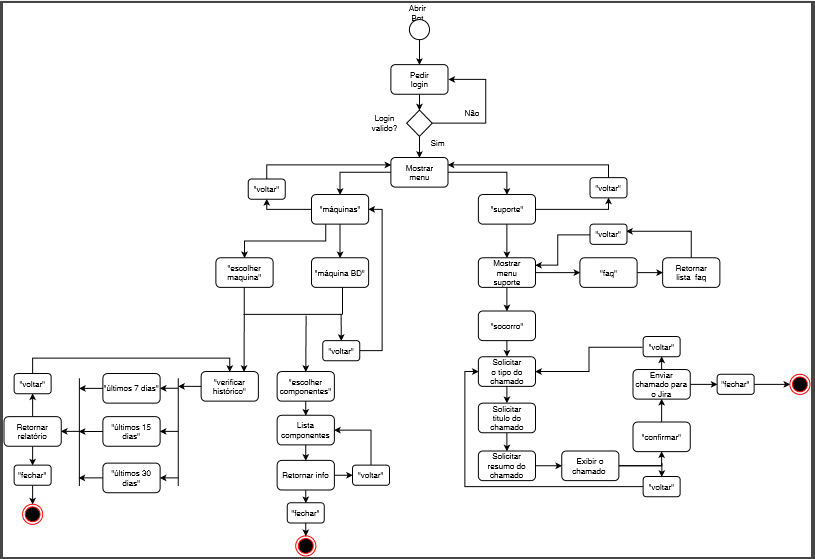 Abrir
Bot
Pedir
login
Login
valido?
Não
Sim
Mostrar
menu
"voltar"
"máquinas"
"suporte"
"voltar"
"voltar"
"escolher
maquina"
"máquina BD"
Mostrar
menu
suporte
"faq"
Retornar
lista faq
"socorro"
"voltar"
"voltar"
Solicitar
o tipo do
chamado
Enviar
chamado para
o Jira
"fechar"
"voltar"
"últimos 7 dias"
"verificar
histórico"
"escolher
componentes"
Solicitar
titulo do
chamado
Retornar
relatório
"últimos 15
dias"
Lista
componentes
"confirmar"
Solicitar
resumo do
chamado
Exibir o
chamado
"fechar"
"últimos 30
dias"
Retornar info
"voltar"
"voltar"
"fechar"